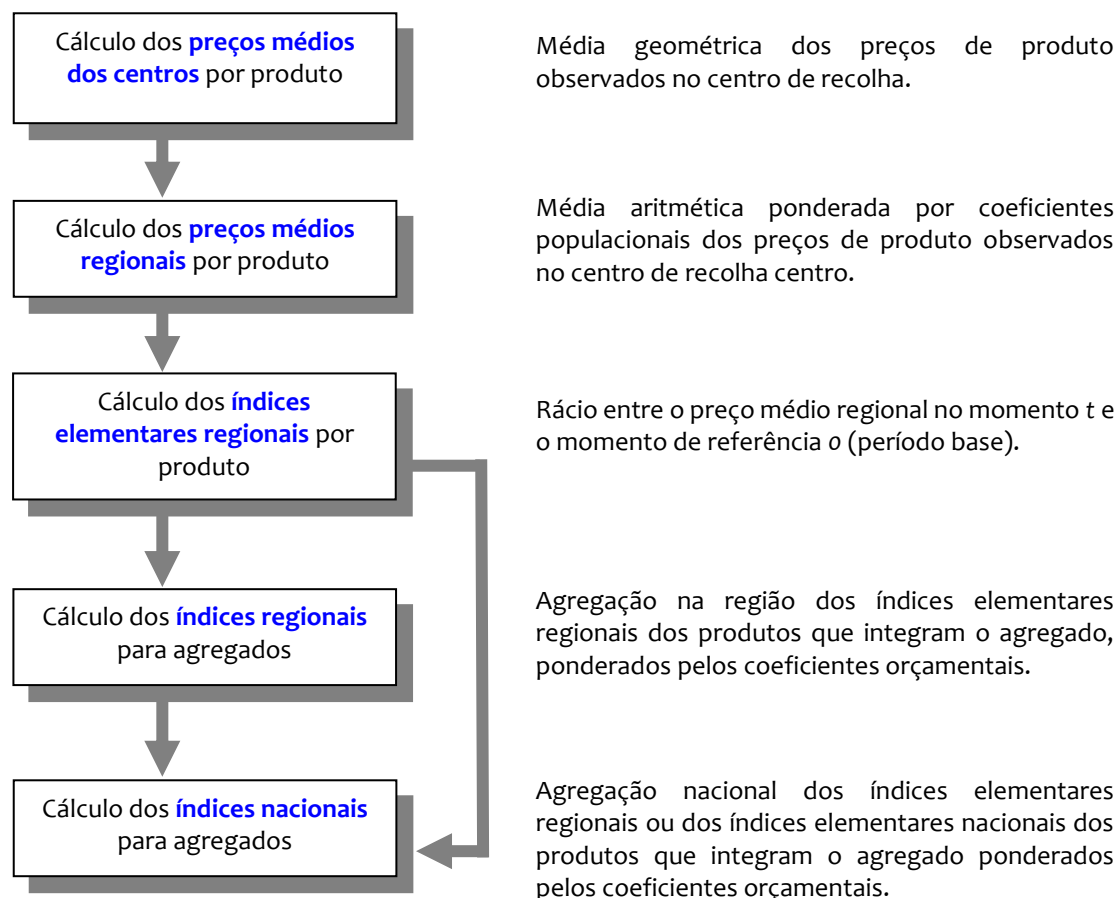 Cálculo dos preços médios
dos centros por produto
Média geométrica dos preços de produto
observados no centro de recolha.
Cálculo dos preços médios
regionais por produto
Média aritmética ponderada por coeficientes
populacionais dos preços de produto observados
no centro de recolha centro.
Cálculo dos índices
elementares regionais por
produto
Rácio entre o preço médio regional no momento t e
o momento de referência 0 (período base).
Cálculo dos índices regionais
para agregados
Agregação na região dos índices elementares
regionais dos produtos que integram o agregado,
ponderados pelos coeficientes orçamentais.
Cálculo dos índices nacionais
para agregados
Agregação nacional dos índices elementares
regionais ou dos índices elementares nacionais dos
produtos que integram o agregado ponderados
pelos coeficientes orçamentais.